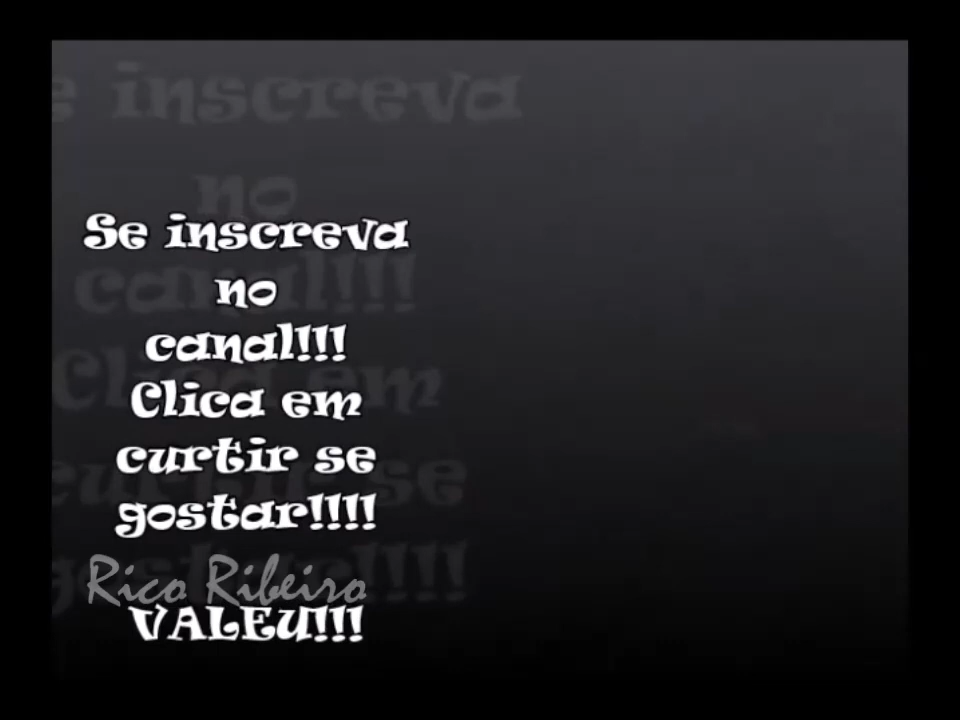 Se inscreva
no
canal!!!
Clica em
curtir se
gostar!!!!
Rico Ribeiro
VALEU!!!